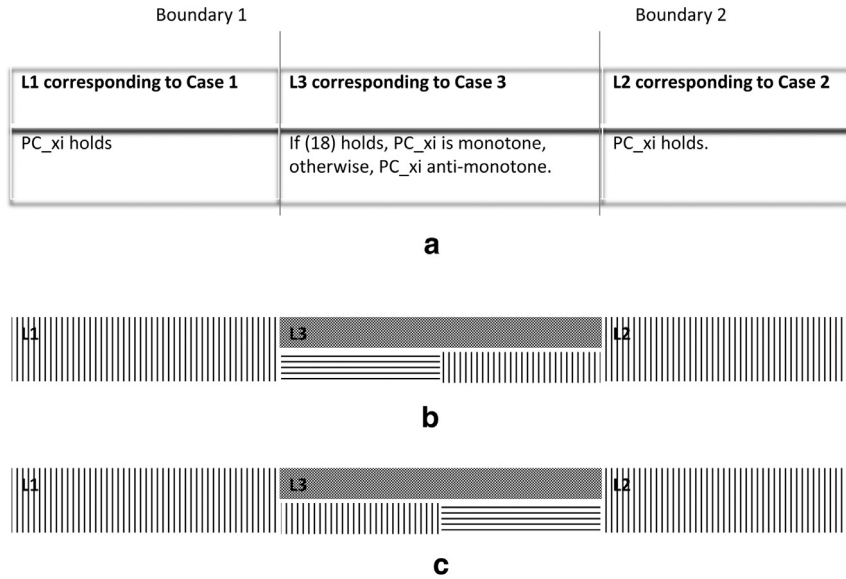 Boundary 1
Boundary 2
L1 corresponding to Case 1
L3 corresponding to Case 3
L2 corresponding to Case 2
PC_xi holds
If (18) holds, PC_xi is monotone,
otherwise, PC_xi anti-monotone.
PC_xi holds.
a
L1
L3
L2
b
L1
L3
L2
c